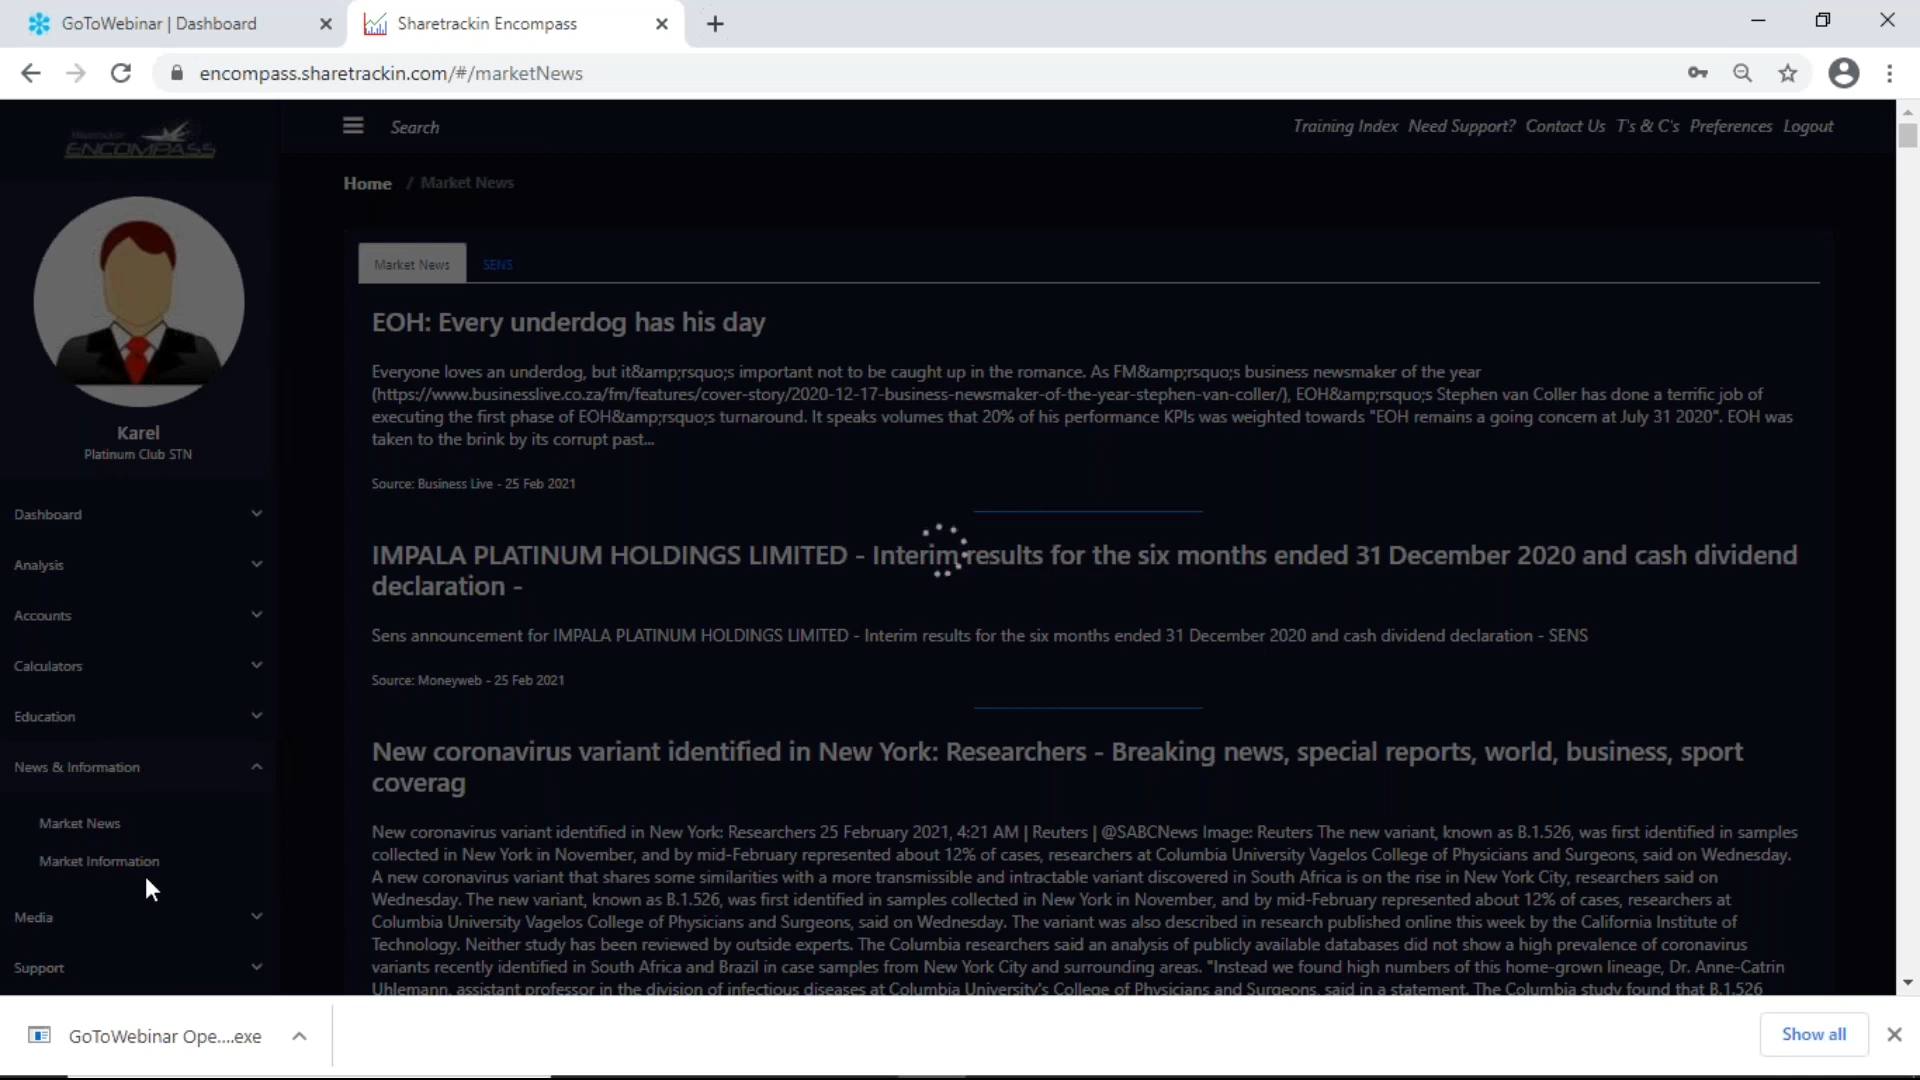 GoToWebinar | Dashboard
Sharetrackin Encompass
encompass.sharetrackin.com/#/marketNews
ENCOMPASS
Search
Training Index Need Support? Contact Us T's & C's Preferences Logout
Home / Market News
Karel
Platinum Club STN
Dashboard
Analysis
Accounts
Calculators
Education
News & Information
Market News
Market Information
Media
Support
Market News SENS
EOH: Every underdog has his day
Everyone loves an underdog, but it&amp;rsquo;s important not to be caught up in the romance. As FM&amp;rsquo;s business newsmaker of the year
(https://www.businesslive.co.za/fm/features/cover-story/2020-12-17-business-newsmaker-of-the-year-stephen-van-coller/), EOH&amp;rsquo;s Stephen van Coller has done a terrific job of
executing the first phase of EOH&amp;rsquo;s turnaround. It speaks volumes that 20% of his performance KPIs was weighted towards "EOH remains a going concern at July 31 2020". EOH was
taken to the brink by its corrupt past...
Source: Business Live - 25 Feb 2021
IMPALA PLATINUM HOLDINGS LIMITED - Interim results for the six months ended 31 December 2020 and cash dividend
declaration -
Sens announcement for IMPALA PLATINUM HOLDINGS LIMITED - Interim results for the six months ended 31 December 2020 and cash dividend declaration - SENS
Source: Moneyweb - 25 Feb 2021
New coronavirus variant identified in New York: Researchers - Breaking news, special reports, world, business, sport
coverag
New coronavirus variant identified in New York: Researchers 25 February 2021, 4:21 AM | Reuters | @SABCNews Image: Reuters The new variant, known as B.1.526, was first identified in samples
collected in New York in November, and by mid-February represented about 12% of cases, researchers at Columbia University Vagelos College of Physicians and Surgeons, said on Wednesday.
A new coronavirus variant that shares some similarities with a more transmissible and intractable variant discovered in South Africa is on the rise in New York City, researchers said on
Wednesday. The new variant, known as B.1.526, was first identified in samples collected in New York in November, and by mid-February represented about 12% of cases, researchers at
Columbia University Vagelos College of Physicians and Surgeons, said on Wednesday. The variant was also described in research published online this week by the California Institute of
Technology. Neither study has been reviewed by outside experts. The Columbia researchers said an analysis of publicly available databases did not show a high prevalence of coronavirus
variants recently identified in South Africa and Brazil in case samples from New York City and surrounding areas. "Instead we found high numbers of this home-grown lineage, Dr. Anne-Catrin
Uhlemann, assistant professor in the division of infectious diseases at Columbia University's College of Physicians and Surgeons, said in a statement. The Columbia study found that B.1.526
GoToWebinar Ope....exe
Show all